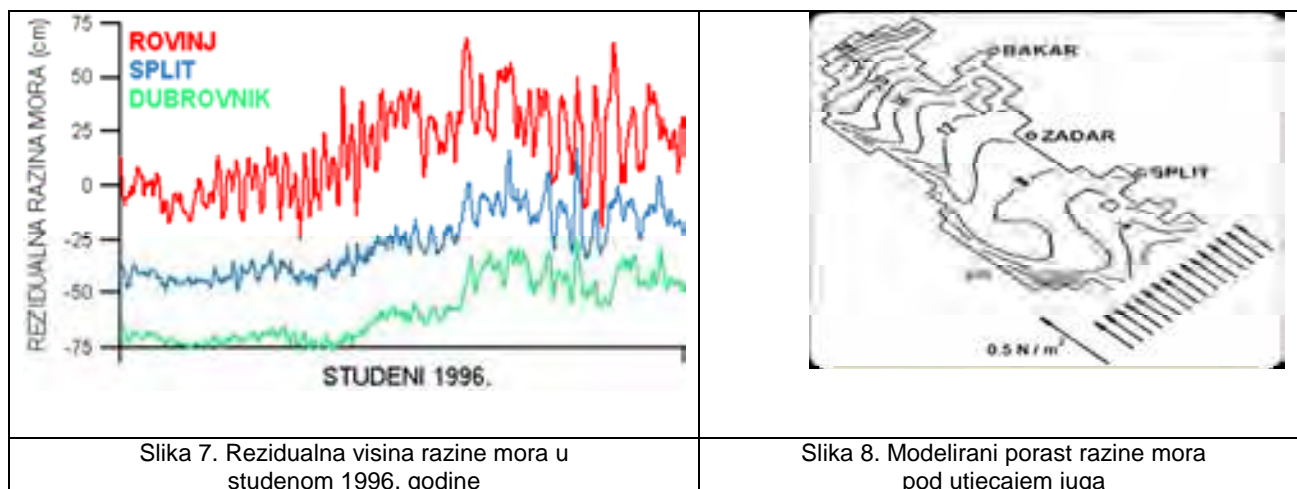 75
50
25
0
-25
-50
-75
REZIDUALNA RAZINA MORA (cm)
ROVINJ
SPLIT
DUBROVNIK
STUDENI 1996.
BAKAR
ZADAR
SPLIT
0.5 N / m²
Slika 7. Rezidualna visina razine mora u
studenom 1996. godine
Slika 8. Modelirani porast razine mora
pod utjecajem juga